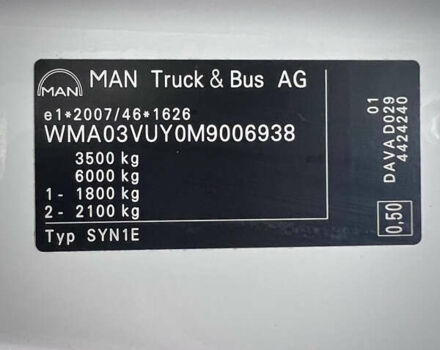 MAN
MAN Truck & Bus AG
e1*2007/46*1626
WMA03VUY0M9006938
3500 kg
6000 kg
1- 1800 kg
2- 2100 kg
Typ SYN1E
01
DAVAD029
4424240
0,50